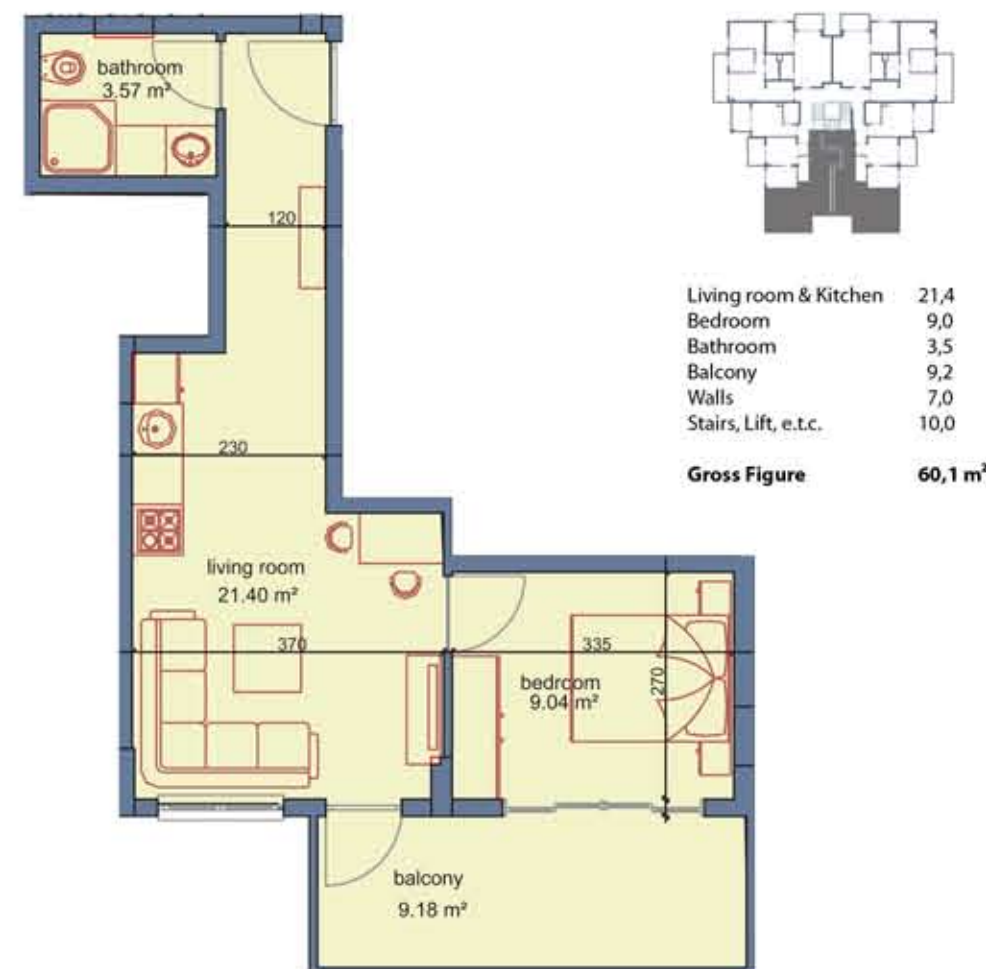 bathroom
3.57 m²
120
230
living room
21.40 m²
370
335
270
bedroom
9.04 m²
balcony
9.18 m²
Living room & Kitchen 21,4
Bedroom 9,0
Bathroom 3,5
Balcony 9,2
Walls 7,0
Stairs, Lift, e.t.c. 10,0
Gross Figure 60,1 m²